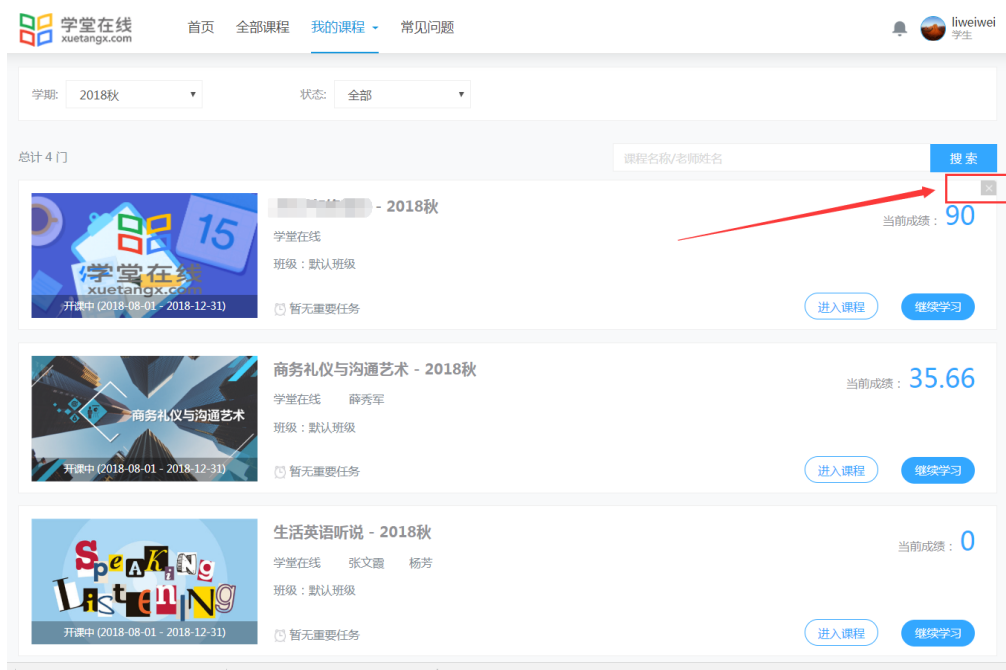 学堂在线
xuetangx.com
首页 全部课程 我的课程 常见问题
liweiwei
学生
学期: 2018秋 状态: 全部
总计 4 门
课程名称/老师姓名 搜 索
- 2018秋
当前成绩： 90
学堂在线
班级：默认班级
15
学堂在线
xuetangx.com
开课中 (2018-08-01 - 2018-12-31)
暂无重要任务
进入课程 继续学习
商务礼仪与沟通艺术 - 2018秋
当前成绩： 35.66
学堂在线 薛秀军
班级：默认班级
商务礼仪与沟通艺术
开课中 (2018-08-01 - 2018-12-31)
暂无重要任务
进入课程 继续学习
生活英语听说 - 2018秋
当前成绩： 0
学堂在线 张文霞 杨芳
班级：默认班级
SpeAKiNg
ListeniNG
开课中 (2018-08-01 - 2018-12-31)
暂无重要任务
进入课程 继续学习